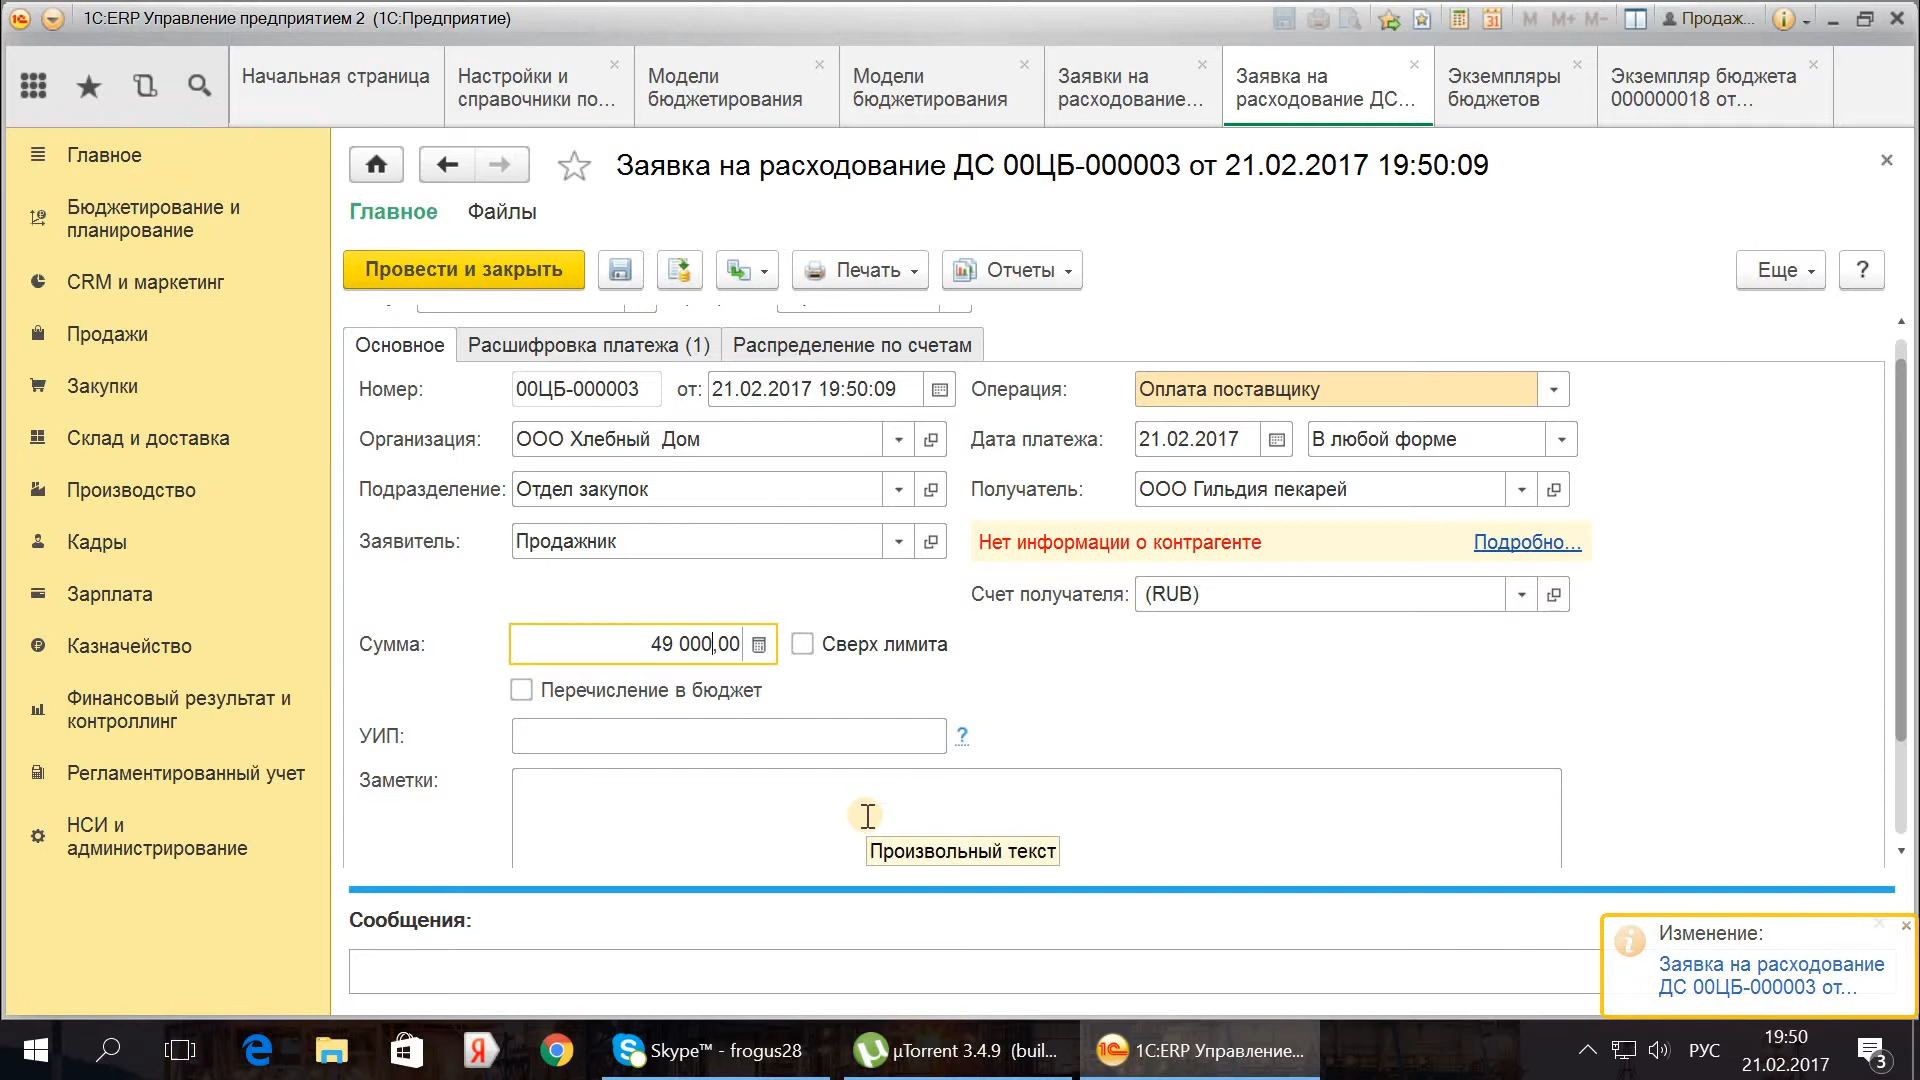 1С:ERP Управление предприятием 2 (1С:Предприятие)
M M+ M- Продаж...
Начальная страница
Настройки и
справочники по...
Модели
бюджетирования
Модели
бюджетирования
Заявки на
расходование...
Заявка на
расходование ДС...
Экземпляры
бюджетов
Экземпляр бюджета
000000018 от...
Главное
Бюджетирование и
планирование
CRM и маркетинг
Продажи
Закупки
Склад и доставка
Производство
Кадры
Зарплата
Казначейство
Финансовый результат и
контроллинг
Регламентированный учет
НСИ и
администрирование
Заявка на расходование ДС 00ЦБ-000003 от 21.02.2017 19:50:09
Главное Файлы
Провести и закрыть Печать Отчеты Еще ?
Основное Расшифровка платежа (1) Распределение по счетам
Номер: 00ЦБ-000003 от: 21.02.2017 19:50:09 Операция: Оплата поставщику
Организация: ООО Хлебный Дом Дата платежа: 21.02.2017 В любой форме
Подразделение: Отдел закупок Получатель: ООО Гильдия пекарей
Заявитель: Продажник Нет информации о контрагенте Подробно...
Счет получателя: (RUB)
Сумма: 49 000,00 Сверх лимита
Перечисление в бюджет
УИП: ?
Заметки:
Произвольный текст
Сообщения:
Изменение:
Заявка на расходование
ДС 00ЦБ-000003 от...
Skype™ - frogus28 µTorrent 3.4.9 (buil... 1С:ERP Управление... РУС
19:50
21.02.2017
3